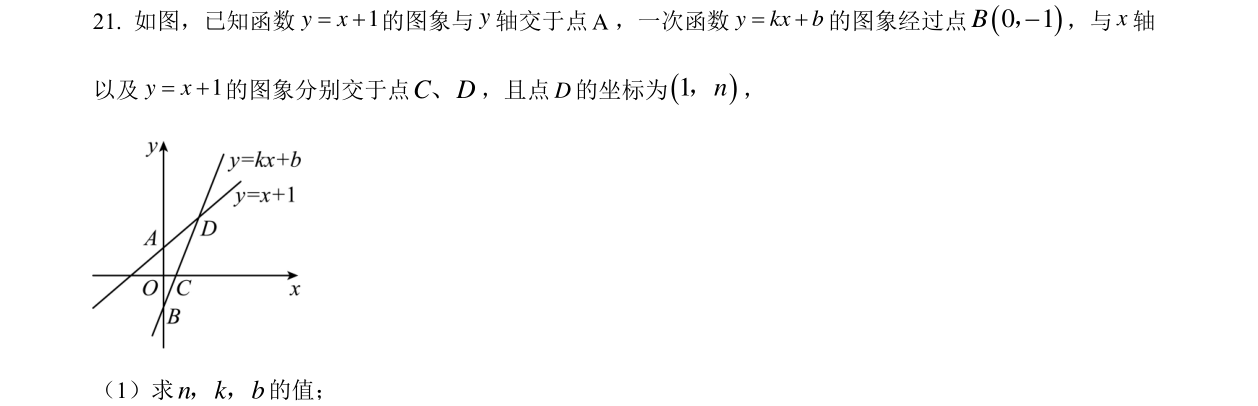 21. 如图，已知函数 y = x + 1 的图象与 y 轴交于点 A ，一次函数 y = kx + b 的图象经过点 B(0,−1)，与 x 轴
以及 y = x + 1 的图象分别交于点 C、D ，且点 D 的坐标为 (1，n)，
y
y=kx+b
y=x+1
A
D
O
C
x
B
（1）求 n，k，b 的值；